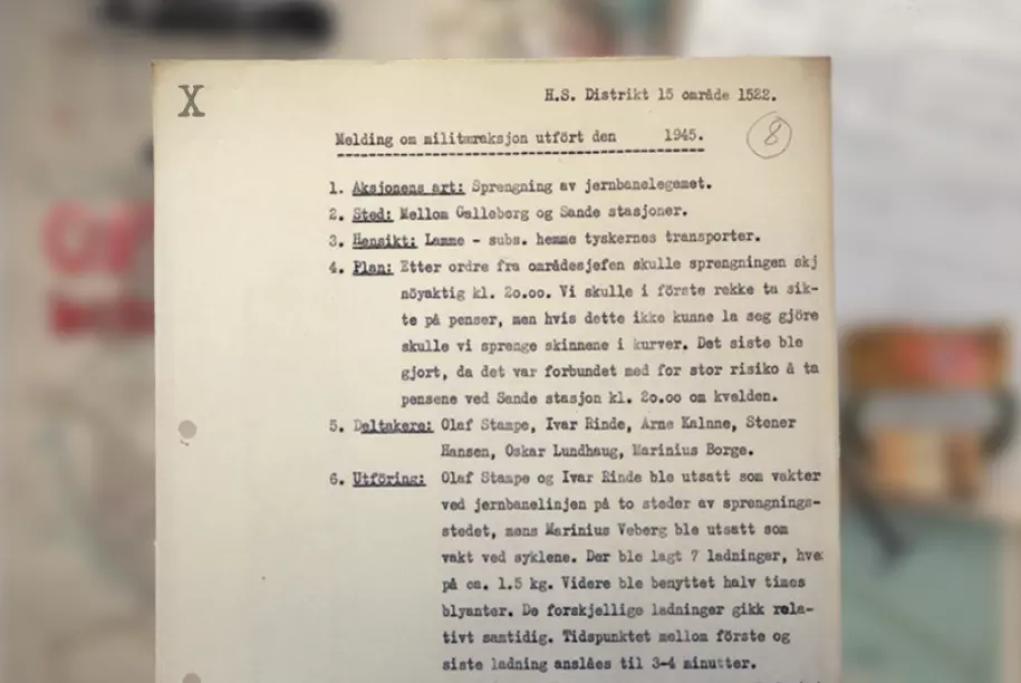 X
H.S. Distrikt 15 område 1522.
Melding om militæraksjon utfört den 1945.
8
1. Aksjonens art: Sprengning av jernbanelegemet.
2. Sted: Mellom Galleberg og Sande stasjoner.
3. Hensikt: Lamme - subs. hemme tyskernes transporter.
4. Plan: Etter ordre fra områdesjefen skulle sprengningen skj
nöyaktig kl. 20.00. Vi skulle i förste rekke ta sik-
te på penser, men hvis dette ikke kunne la seg gjöre
skulle vi sprenge skinnene i kurver. Det siste ble
gjort, da det var forbundet med for stor risiko å ta
pensene ved Sande stasjon kl. 20.00 om kvelden.
5. Deltakere: Olaf Stampe, Ivar Rinde, Arne Kalnne, Stener
Hansen, Oskar Lundhaug, Marinius Borge.
6. Utföring: Olaf Stampe og Ivar Rinde ble utsatt som vakter
ved jernbanelinjen på to steder av sprengnings-
stedet, mens Marinius Veberg ble utsatt som
vakt ved syklene. Der ble lagt 7 ladninger, hve
på ca. 1.5 kg. Videre ble benyttet halv times
blyanter. De forskjellige ladninger gikk rela-
tivt samtidig. Tidspunktet mellom förste og
siste ladning anslåes til 3-4 minutter.